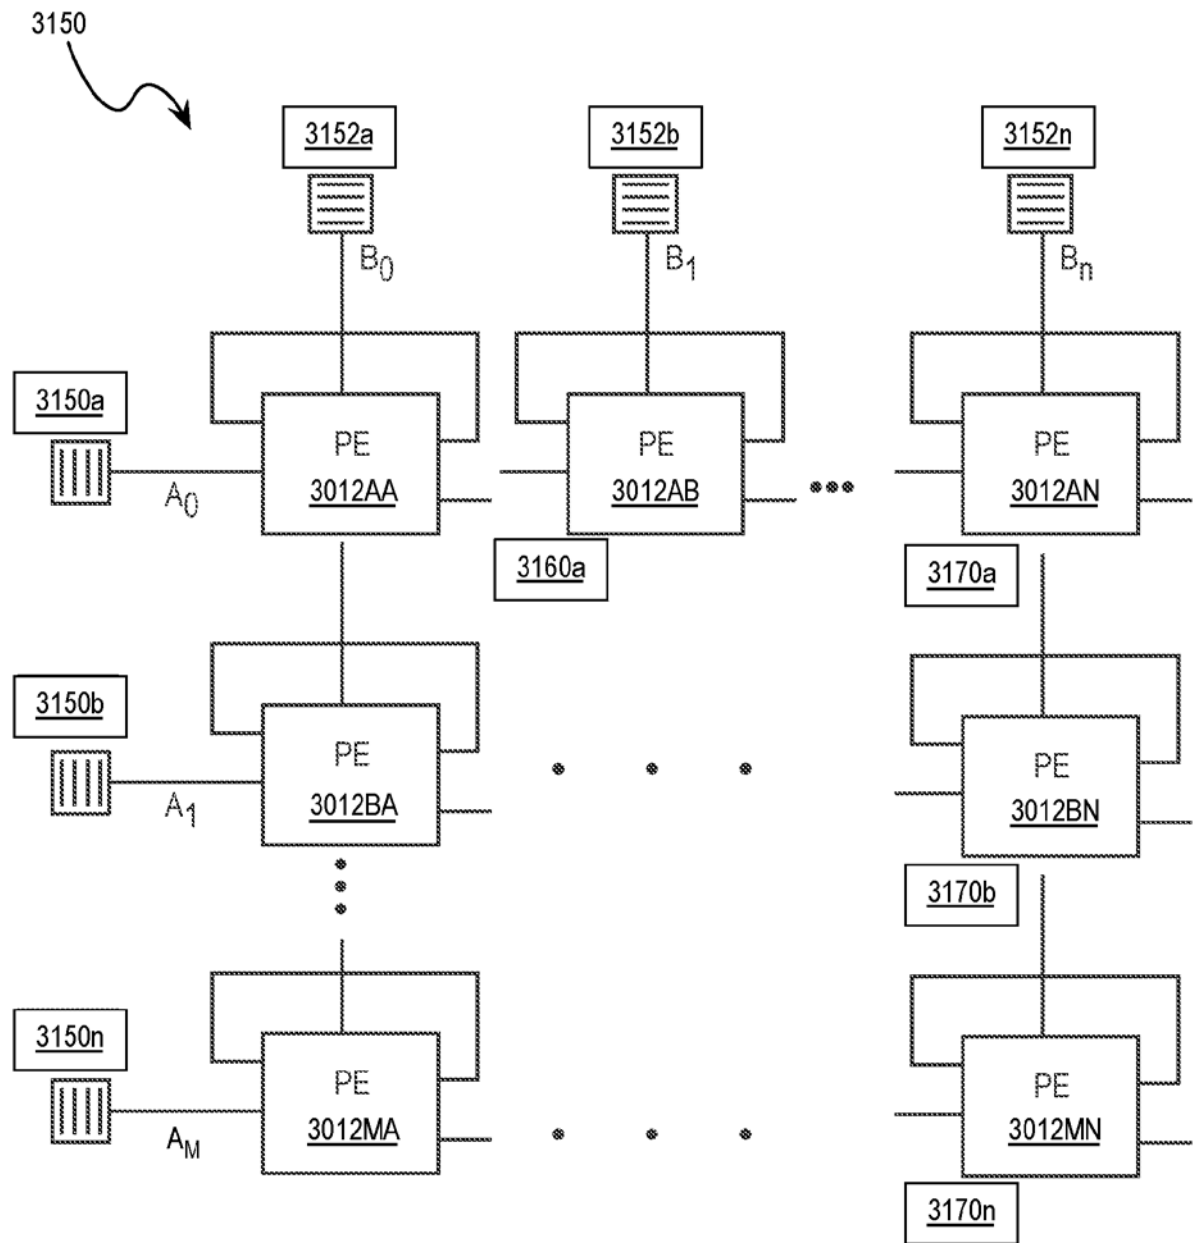 3150
3152a
3152b
3152n
B0
B1
Bn
3150a
A0
PE
3012AA
PE
3012AB
PE
3012AN
3160a
3170a
3150b
A1
PE
3012BA
PE
3012BN
3170b
3150n
AM
PE
3012MA
PE
3012MN
3170n